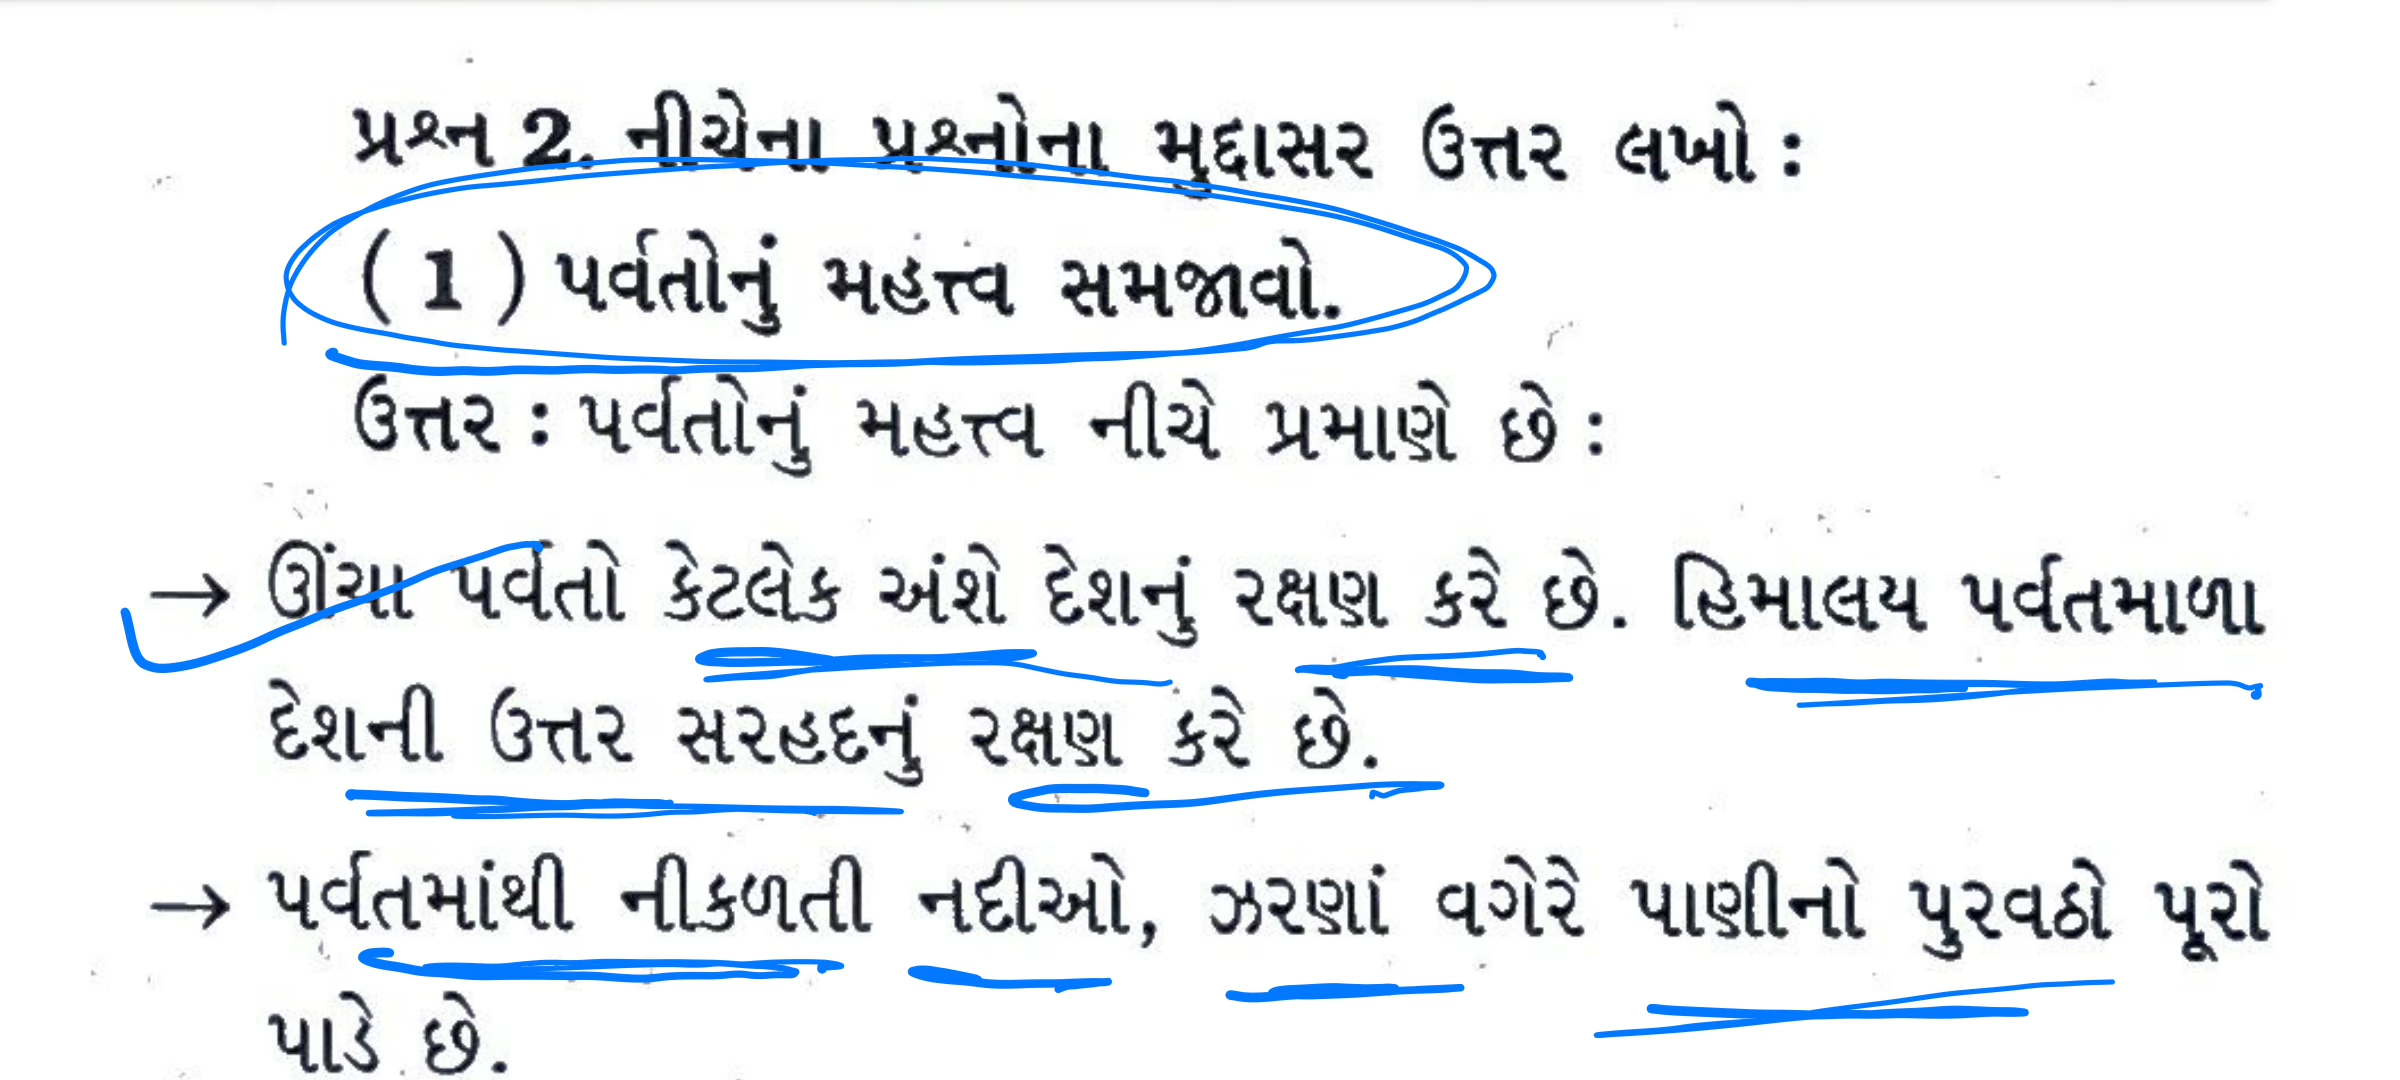 પ્રશ્ન 2. નીચેના પ્રશ્નોના મુદ્દાસર ઉત્તર લખો :
( 1 ) પર્વતોનું મહત્ત્વ સમજાવો.
ઉત્તર : પર્વતોનું મહત્ત્વ નીચે પ્રમાણે છે :
→ ઊંચા પર્વતો કેટલેક અંશે દેશનું રક્ષણ કરે છે. હિમાલય પર્વતમાળા
દેશની ઉત્તર સરહદનું રક્ષણ કરે છે.
→ પર્વતમાંથી નીકળતી નદીઓ, ઝરણાં વગેરે પાણીનો પુરવઠો પૂરો
પાડે છે.